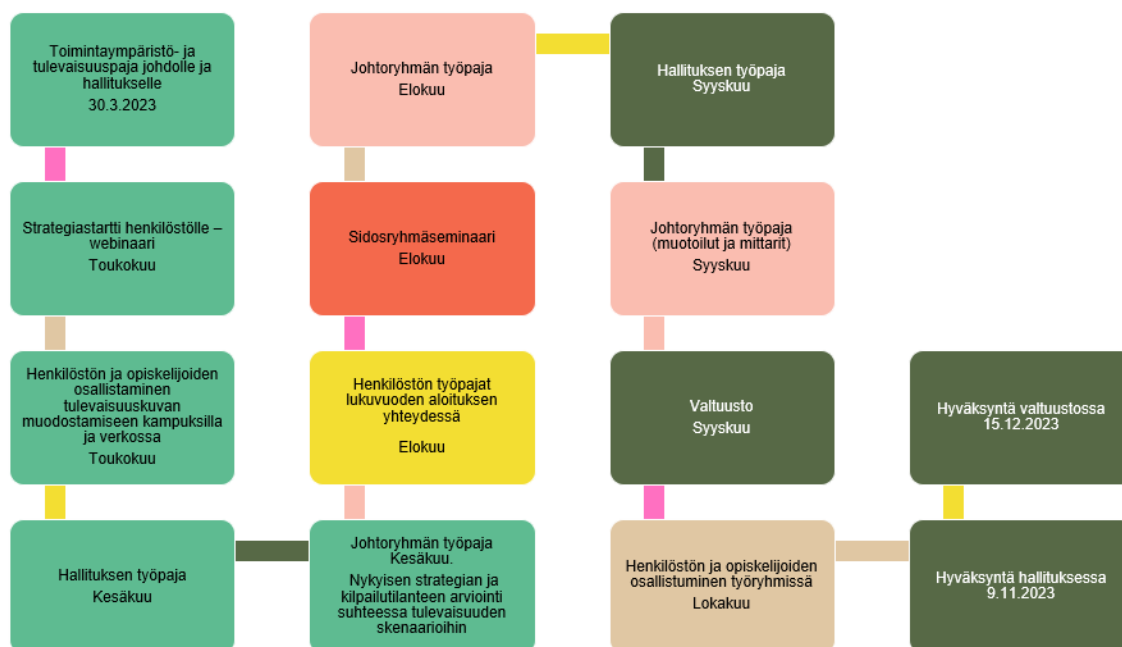 Toimintaympäristö- ja
tulevaisuuspaja johdolle ja
hallitukselle
30.3.2023
Strategiastartti henkilöstölle –
webinaari
Toukokuu
Henkilöstön ja opiskelijoiden
osallistaminen
tulevaisuuskuvan
muodostamiseen kampuksilla
ja verkossa
Toukokuu
Hallituksen työpaja
Kesäkuu
Johtoryhmän työpaja
Kesäkuu.
Nykyisen strategian ja
kilpailutilanteen arviointi
suhteessa tulevaisuuden
skenaarioihin
Henkilöstön työpajat
lukuvuoden aloituksen
yhteydessä
Elokuu
Sidosryhmäseminaari
Elokuu
Johtoryhmän työpaja
Elokuu
Hallituksen työpaja
Syyskuu
Johtoryhmän työpaja
(muotoilut ja mittarit)
Syyskuu
Valtuusto
Syyskuu
Henkilöstön ja opiskelijoiden
osallistuminen työryhmissä
Lokakuu
Hyväksyntä hallituksessa
9.11.2023
Hyväksyntä valtuustossa
15.12.2023